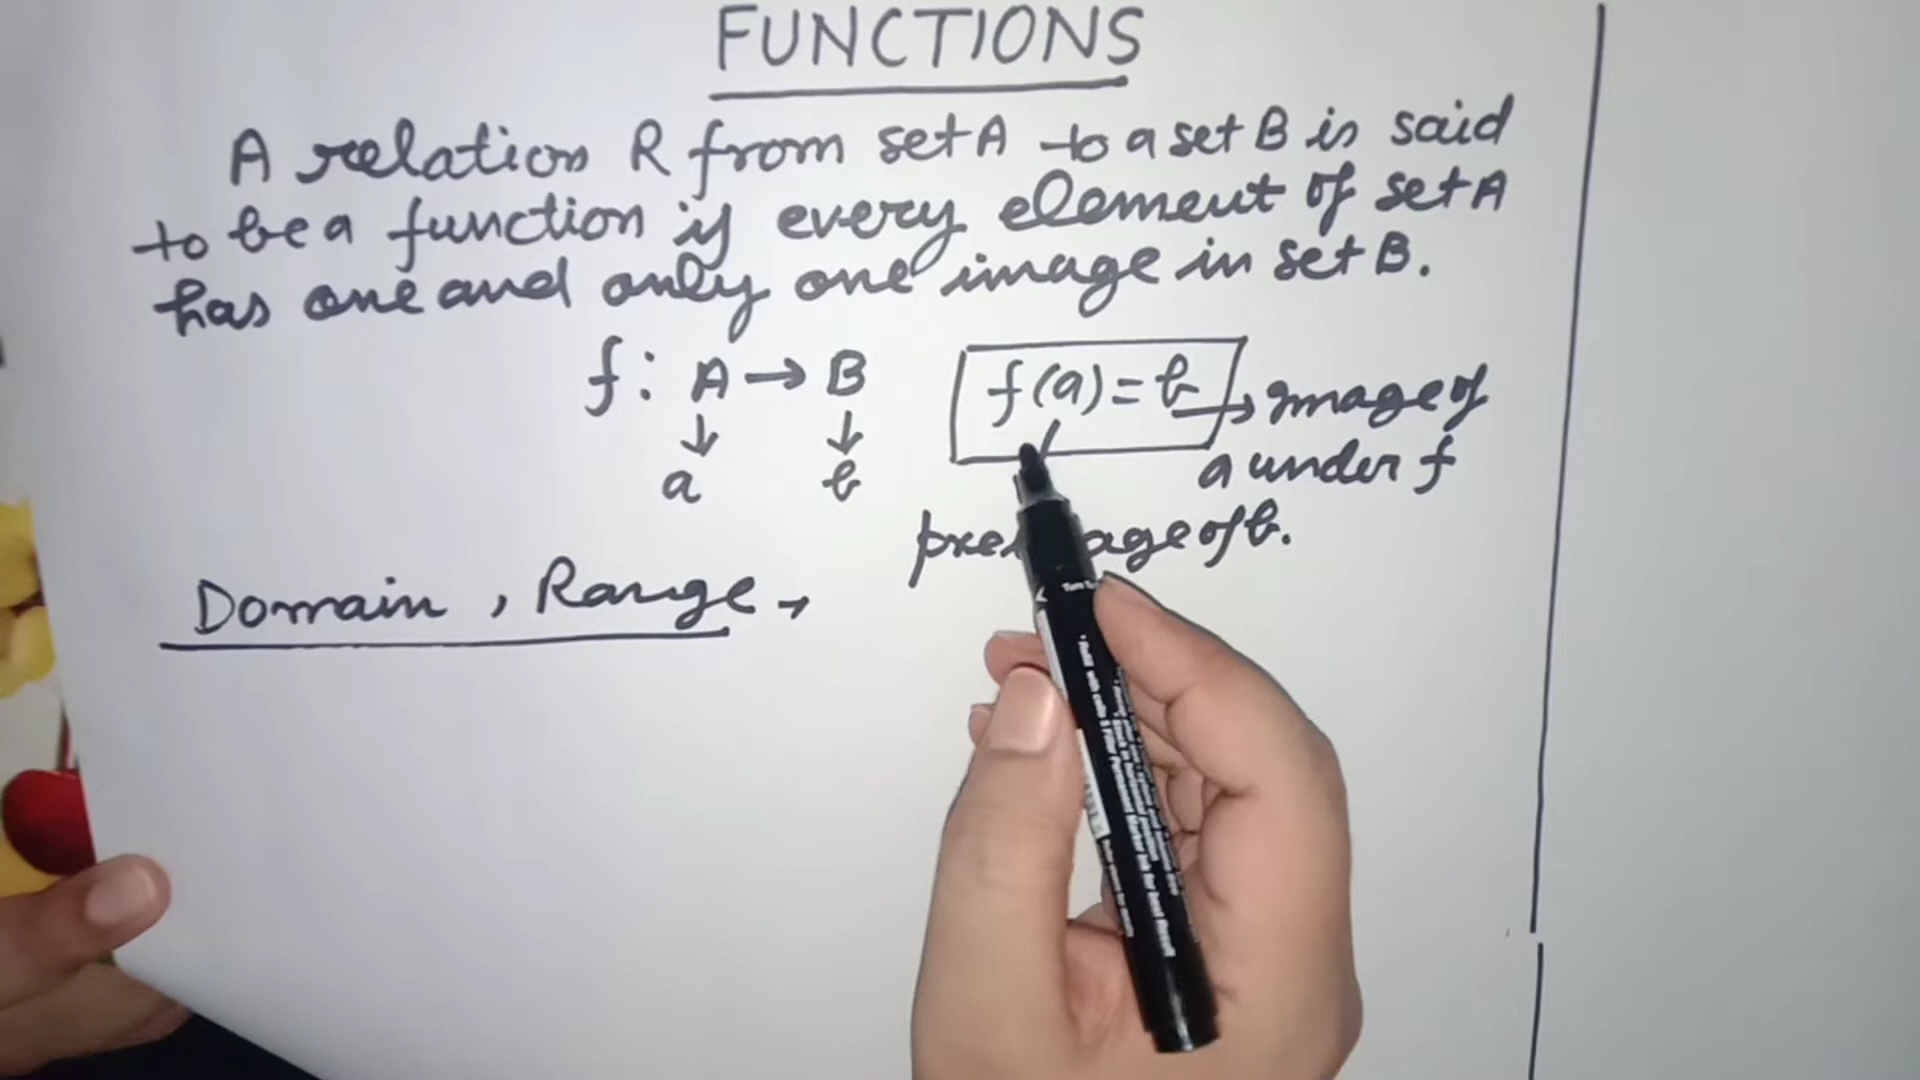 FUNCTIONS
A relation R from set A to a set B is said
to be a function if every element of set A
has one and only one image in set B.
f: A → B
f(a) = b → Image of
a under f
a b
of b.
Domain, Range,